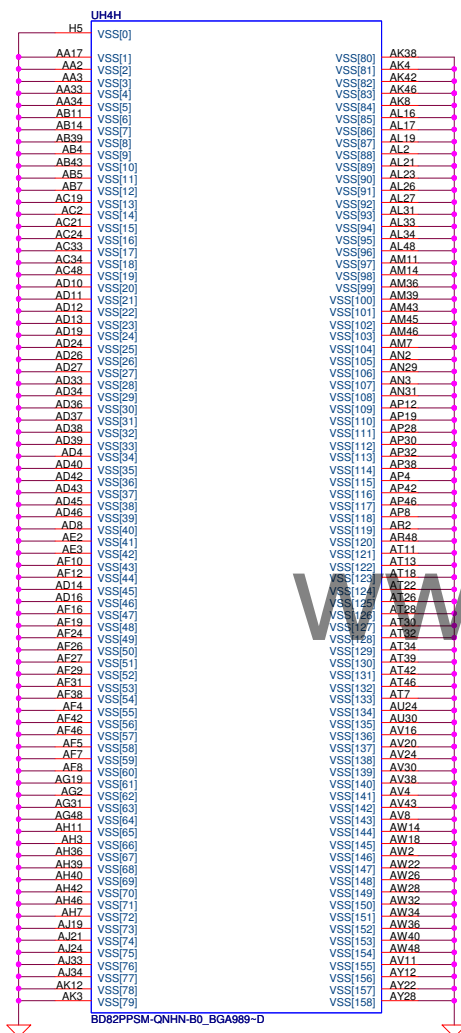 UH4H
H5 VSS[0]
AA17 VSS[1] VSS[80] AK38
AA2 VSS[2] VSS[81] AK4
AA3 VSS[3] VSS[82] AK42
AA33 VSS[4] VSS[83] AK46
AA34 VSS[5] VSS[84] AK8
AB11 VSS[6] VSS[85] AL16
AB14 VSS[7] VSS[86] AL17
AB39 VSS[8] VSS[87] AL19
AB4 VSS[9] VSS[88] AL2
AB43 VSS[10] VSS[89] AL21
AB5 VSS[11] VSS[90] AL23
AB7 VSS[12] VSS[91] AL26
AC19 VSS[13] VSS[92] AL27
AC2 VSS[14] VSS[93] AL31
AC21 VSS[15] VSS[94] AL33
AC24 VSS[16] VSS[95] AL34
AC33 VSS[17] VSS[96] AL48
AC34 VSS[18] VSS[97] AM11
AC48 VSS[19] VSS[98] AM14
AD10 VSS[20] VSS[99] AM36
AD11 VSS[21] VSS[100] AM39
AD12 VSS[22] VSS[101] AM43
AD13 VSS[23] VSS[102] AM45
AD19 VSS[24] VSS[103] AM46
AD24 VSS[25] VSS[104] AM7
AD26 VSS[26] VSS[105] AN2
AD27 VSS[27] VSS[106] AN29
AD33 VSS[28] VSS[107] AN3
AD34 VSS[29] VSS[108] AN31
AD36 VSS[30] VSS[109] AP12
AD37 VSS[31] VSS[110] AP19
AD38 VSS[32] VSS[111] AP28
AD39 VSS[33] VSS[112] AP30
AD4 VSS[34] VSS[113] AP32
AD40 VSS[35] VSS[114] AP38
AD42 VSS[36] VSS[115] AP4
AD43 VSS[37] VSS[116] AP42
AD45 VSS[38] VSS[117] AP46
AD46 VSS[39] VSS[118] AP8
AD8 VSS[40] VSS[119] AR2
AE2 VSS[41] VSS[120] AR48
AE3 VSS[42] VSS[121] AT11
AF10 VSS[43] VSS[122] AT13
AF12 VSS[44] VSS[123] AT18
AD14 VSS[45] VSS[124] AT22
AD16 VSS[46] VSS[125] AT26
AF16 VSS[47] VSS[126] AT28
AF19 VSS[48] VSS[127] AT30
AF24 VSS[49] VSS[128] AT32
AF26 VSS[50] VSS[129] AT34
AF27 VSS[51] VSS[130] AT39
AF29 VSS[52] VSS[131] AT42
AF31 VSS[53] VSS[132] AT46
AF38 VSS[54] VSS[133] AT7
AF4 VSS[55] VSS[134] AU24
AF42 VSS[56] VSS[135] AU30
AF46 VSS[57] VSS[136] AV16
AF5 VSS[58] VSS[137] AV20
AF7 VSS[59] VSS[138] AV24
AF8 VSS[60] VSS[139] AV30
AG19 VSS[61] VSS[140] AV38
AG2 VSS[62] VSS[141] AV4
AG31 VSS[63] VSS[142] AV43
AG48 VSS[64] VSS[143] AV8
AH11 VSS[65] VSS[144] AW14
AH3 VSS[66] VSS[145] AW18
AH36 VSS[67] VSS[146] AW2
AH39 VSS[68] VSS[147] AW22
AH40 VSS[69] VSS[148] AW26
AH42 VSS[70] VSS[149] AW28
AH46 VSS[71] VSS[150] AW32
AH7 VSS[72] VSS[151] AW34
AJ19 VSS[73] VSS[152] AW36
AJ21 VSS[74] VSS[153] AW40
AJ24 VSS[75] VSS[154] AW48
AJ33 VSS[76] VSS[155] AV11
AJ34 VSS[77] VSS[156] AY12
AK12 VSS[78] VSS[157] AY22
AK3 VSS[79] VSS[158] AY28
BD82PPSM-QNHN-B0_BGA989~D